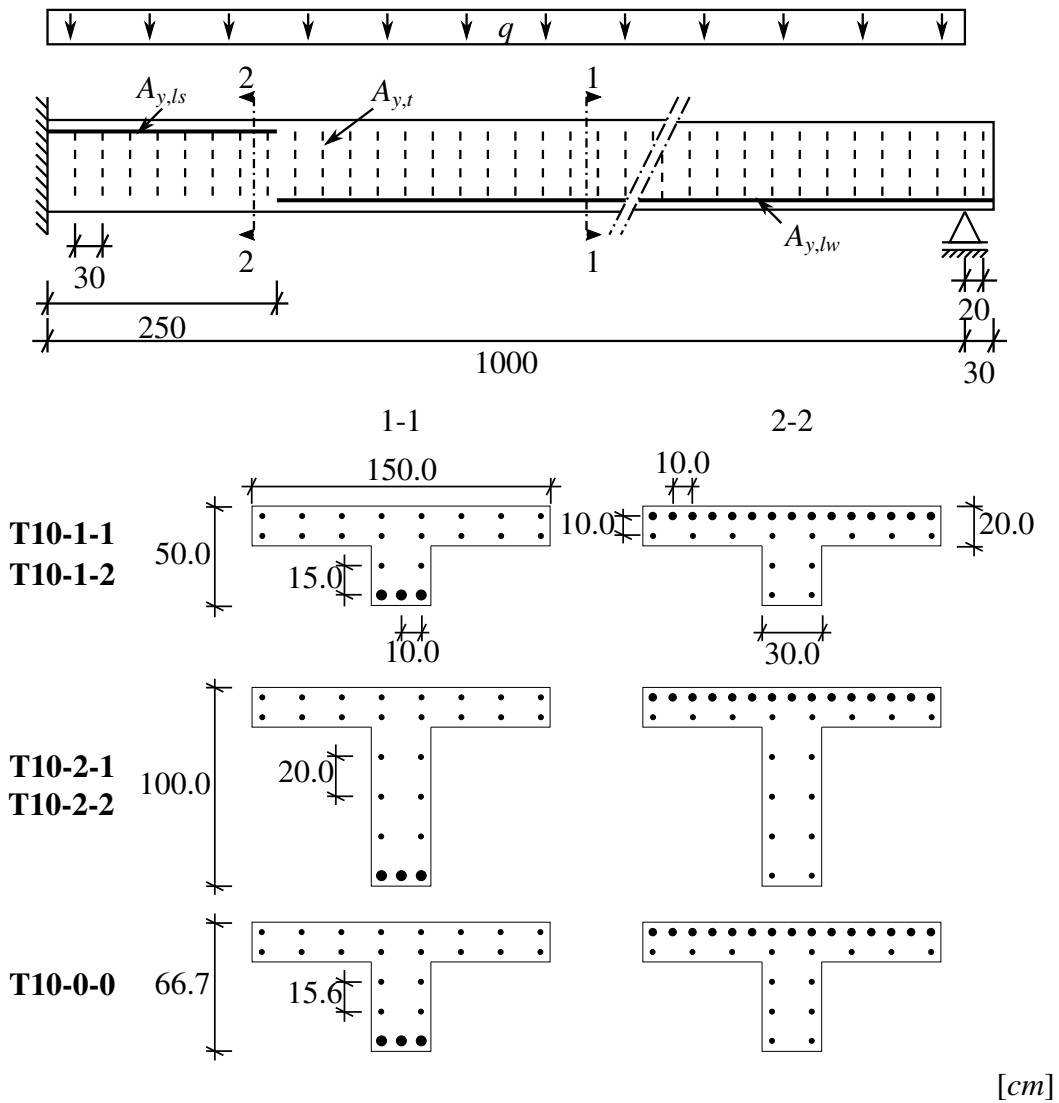 q
2 1
A_{y,ls} A_{y,t}
2 1
A_{y,lw}
30
20
250
1000
30
1-1 2-2
150.0 10.0
T10-1-1
T10-1-2
50.0
15.0
10.0
10.0
20.0
30.0
T10-2-1
T10-2-2
100.0
20.0
T10-0-0
66.7
15.6
[cm]